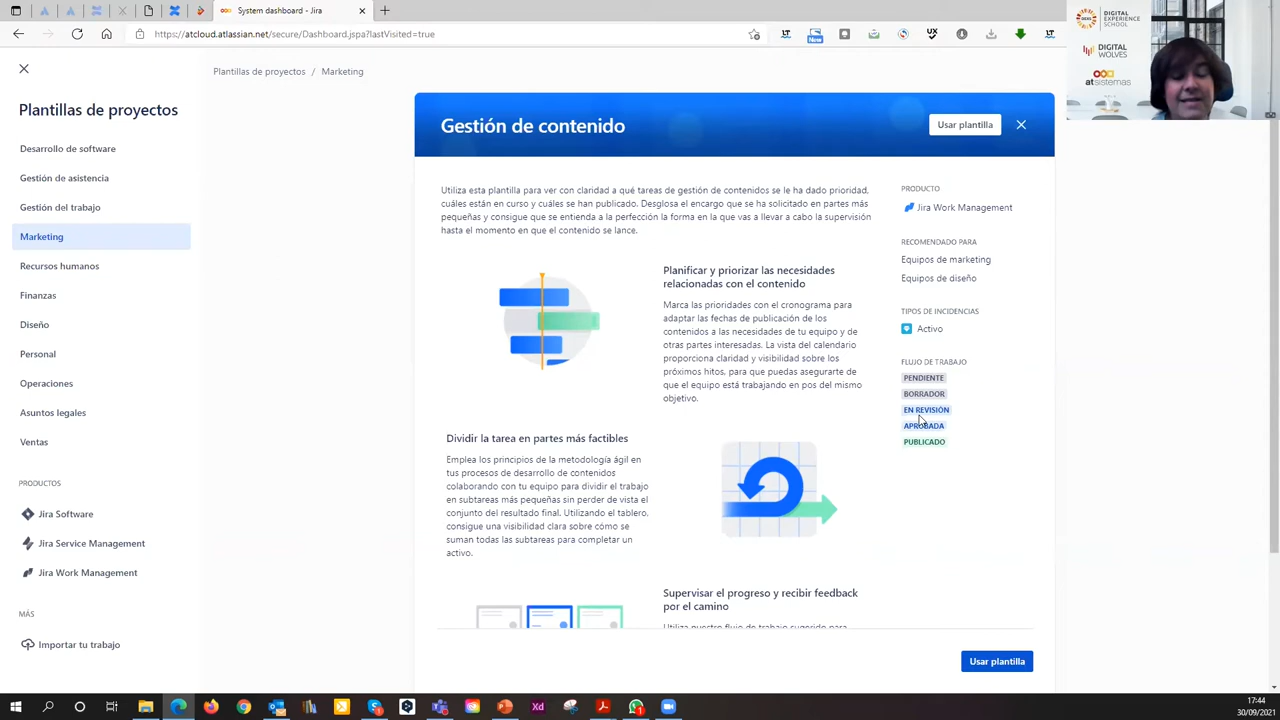 System dashboard - Jira
https://atcloud.atlassian.net/secure/Dashboard.jspa?lastVisited=true
LT
New
UX
LT
DIGITAL
EXPERIENCE
SCHOOL
DIGITAL
WOLVES
atsistemas
Plantillas de proyectos / Marketing
Plantillas de proyectos
Desarrollo de software
Gestión de asistencia
Gestión del trabajo
Marketing
Recursos humanos
Finanzas
Diseño
Personal
Operaciones
Asuntos legales
Ventas
PRODUCTOS
Jira Software
Jira Service Management
Jira Work Management
MÁS
Importar tu trabajo
Gestión de contenido
Usar plantilla
Utiliza esta plantilla para ver con claridad a qué tareas de gestión de contenidos se le ha dado prioridad,
cuáles están en curso y cuáles se han publicado. Desglosa el encargo que se ha solicitado en partes más
pequeñas y consigue que se entienda a la perfección la forma en la que vas a llevar a cabo la supervisión
hasta el momento en que el contenido se lance.
Planificar y priorizar las necesidades
relacionadas con el contenido
Marca las prioridades con el cronograma para
adaptar las fechas de publicación de los
contenidos a las necesidades de tu equipo y de
otras partes interesadas. La vista del calendario
proporciona claridad y visibilidad sobre los
próximos hitos, para que puedas asegurarte de
que el equipo está trabajando en pos del mismo
objetivo.
Dividir la tarea en partes más factibles
Emplea los principios de la metodología ágil en
tus procesos de desarrollo de contenidos
colaborando con tu equipo para dividir el trabajo
en subtareas más pequeñas sin perder de vista el
conjunto del resultado final. Utilizando el tablero,
consigue una visibilidad clara sobre cómo se
suman todas las subtareas para completar un
activo.
Supervisar el progreso y recibir feedback
por el camino
Utiliza nuestro flujo de trabajo sugerido para
PRODUCTO
Jira Work Management
RECOMENDADO PARA
Equipos de marketing
Equipos de diseño
TIPOS DE INCIDENCIAS
Activo
FLUJO DE TRABAJO
PENDIENTE
BORRADOR
EN REVISIÓN
APROBADA
PUBLICADO
Usar plantilla
Xd
17:44
30/09/2021